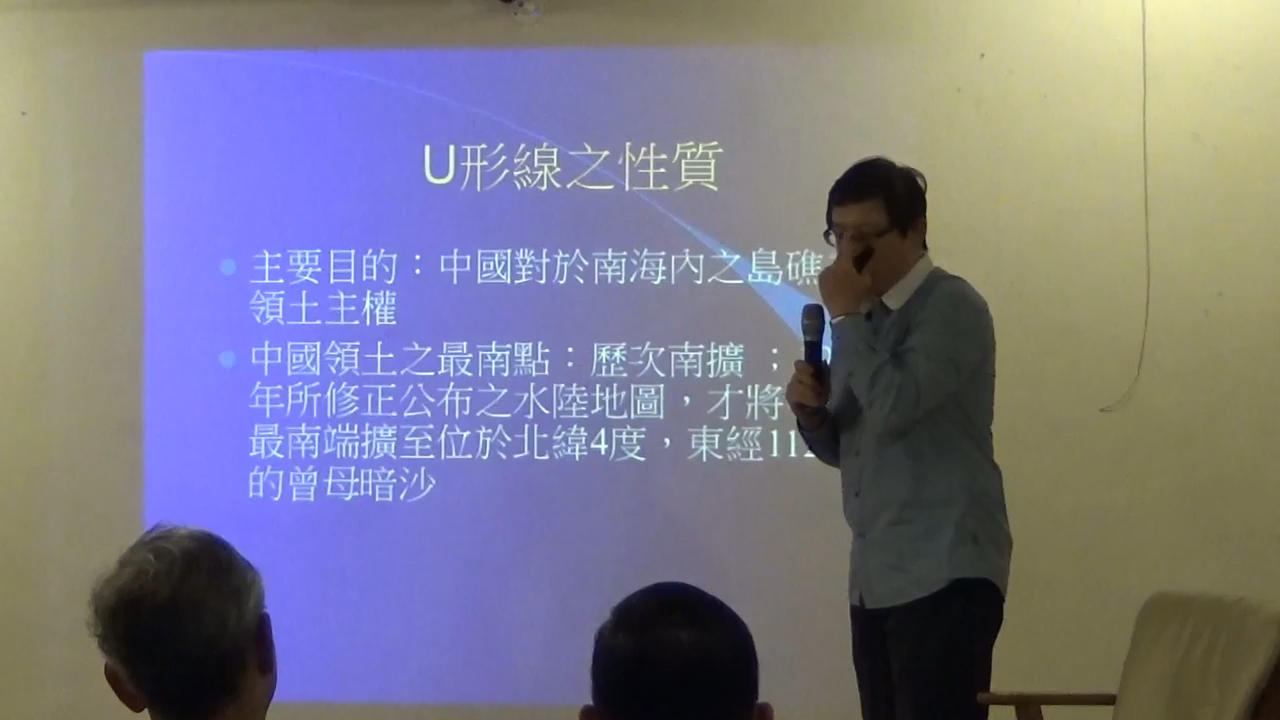 U形線之性質
主要目的：中國對於南海內之島礁
領土主權
中國領土之最南點：歷次南擴；
年所修正公布之水陸地圖，才將
最南端擴至位於北緯4度，東經112
的曾母暗沙